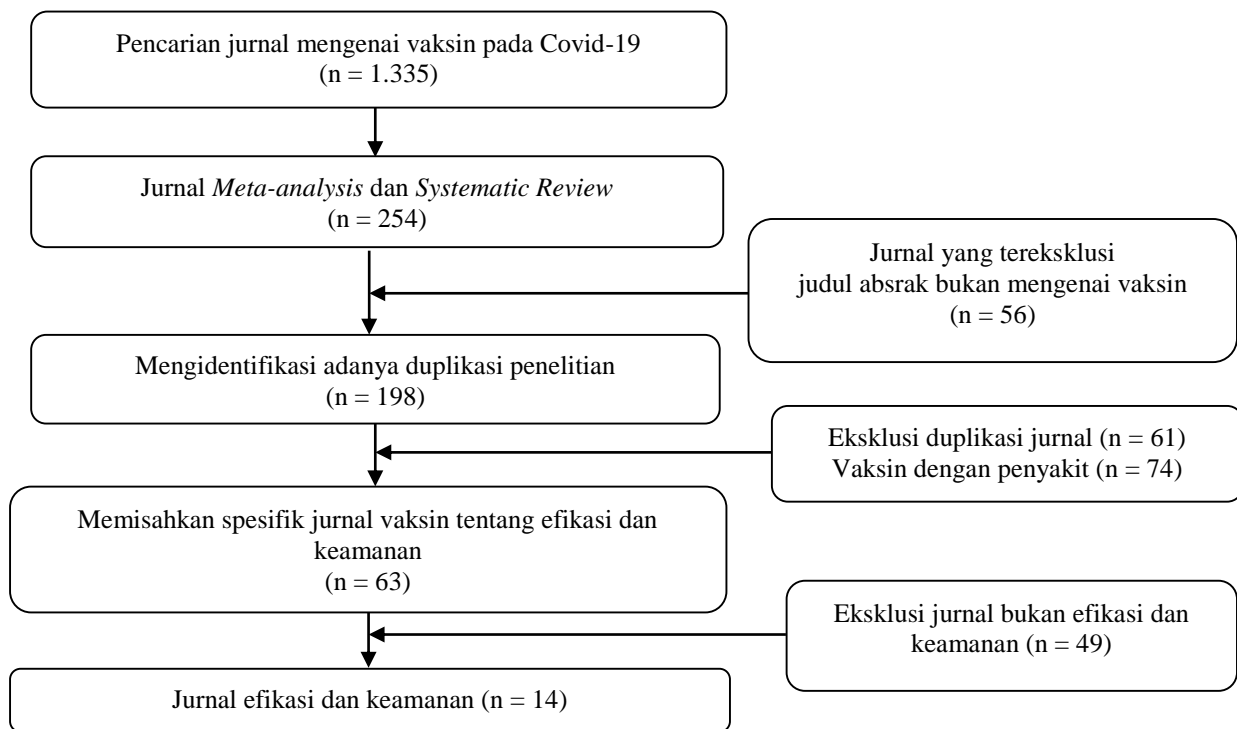 Pencarian jurnal mengenai vaksin pada Covid-19
(n = 1.335)
Jurnal Meta-analysis dan Systematic Review
(n = 254)
Jurnal yang tereksklusi
judul absrak bukan mengenai vaksin
(n = 56)
Mengidentifikasi adanya duplikasi penelitian
(n = 198)
Eksklusi duplikasi jurnal (n = 61)
Vaksin dengan penyakit (n = 74)
Memisahkan spesifik jurnal vaksin tentang efikasi dan
keamanan
(n = 63)
Eksklusi jurnal bukan efikasi dan
keamanan (n = 49)
Jurnal efikasi dan keamanan (n = 14)